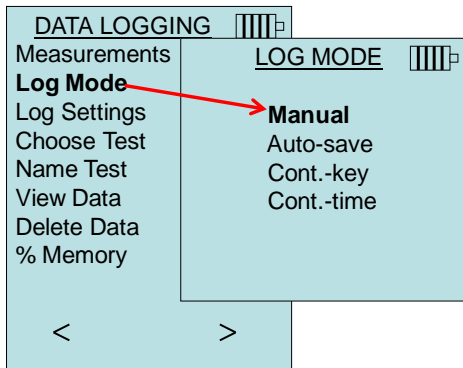 DATA LOGGING
Measurements
Log Mode
Log Settings
Choose Test
Name Test
View Data
Delete Data
% Memory
< >
LOG MODE
Manual
Auto-save
Cont.-key
Cont.-time